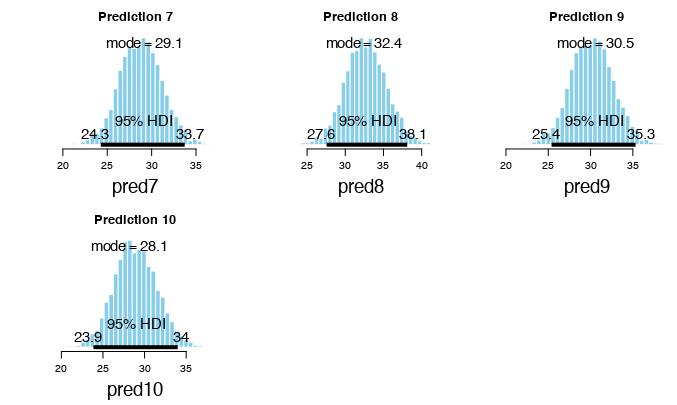 Prediction 7
mode = 29.1
95% HDI
24.3 33.7
20 25 30 35
pred7
Prediction 8
mode = 32.4
95% HDI
27.6 38.1
25 30 35 40
pred8
Prediction 9
mode = 30.5
95% HDI
25.4 35.3
20 25 30 35
pred9
Prediction 10
mode = 28.1
95% HDI
23.9 34
20 25 30 35
pred10